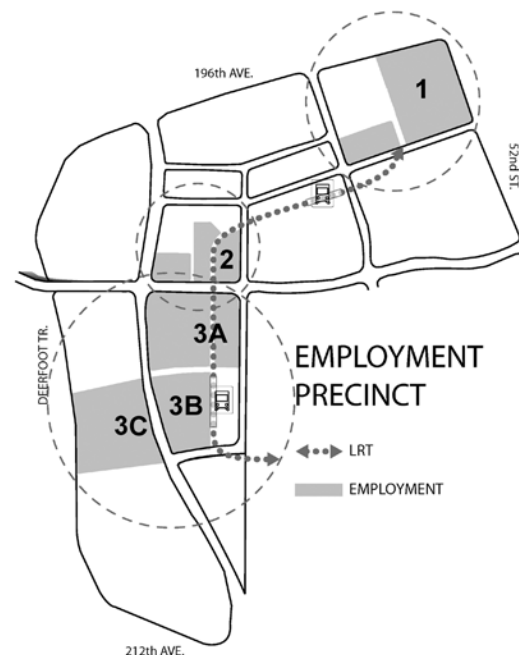 196th AVE.
1
52nd ST.
2
3A
DEERFOOT TR.
EMPLOYMENT
PRECINCT
3B
3C
LRT
EMPLOYMENT
212th AVE.